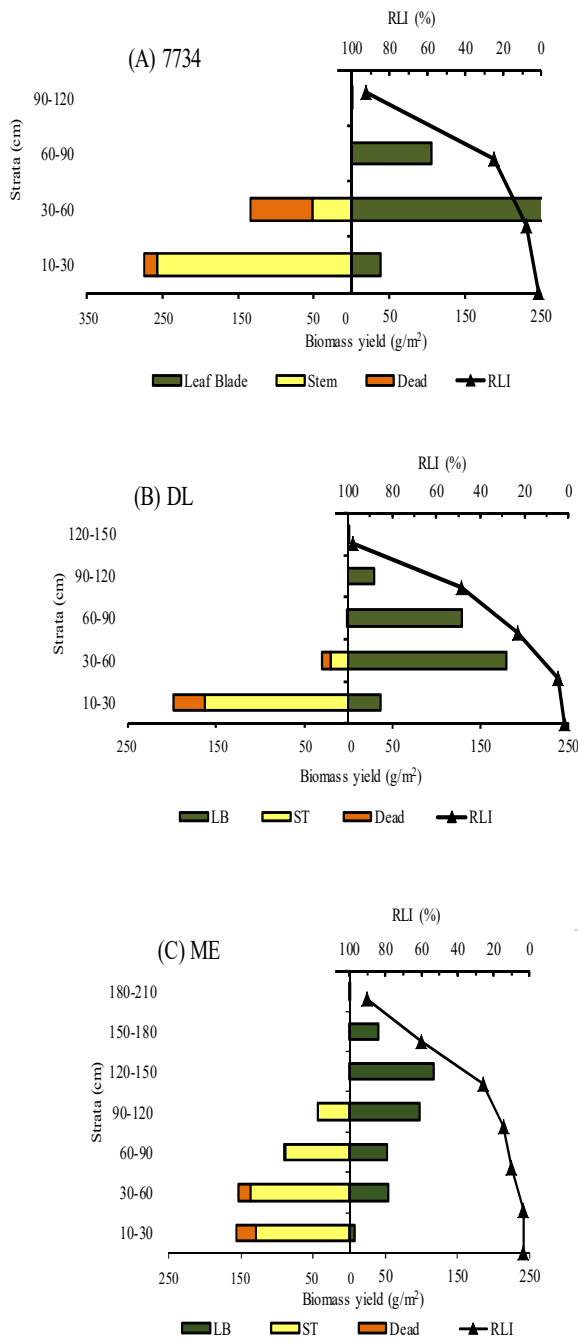 RLI (%)
100 80 60 40 20 0
(A) 7734
Strata (cm)
90-120
60-90
30-60
10-30
350 250 150 50 0 50 150 250
Biomass yield (g/m²)
Leaf Blade Stem Dead RLI
RLI (%)
100 80 60 40 20 0
(B) DL
Strata (cm)
120-150
90-120
60-90
30-60
10-30
250 150 50 0 50 150 250
Biomass yield (g/m²)
LB ST Dead RLI
RLI (%)
100 80 60 40 20 0
(C) ME
Strata (cm)
180-210
150-180
120-150
90-120
60-90
30-60
10-30
250 150 50 0 50 150 250
Biomass yield (g/m²)
LB ST Dead RLI